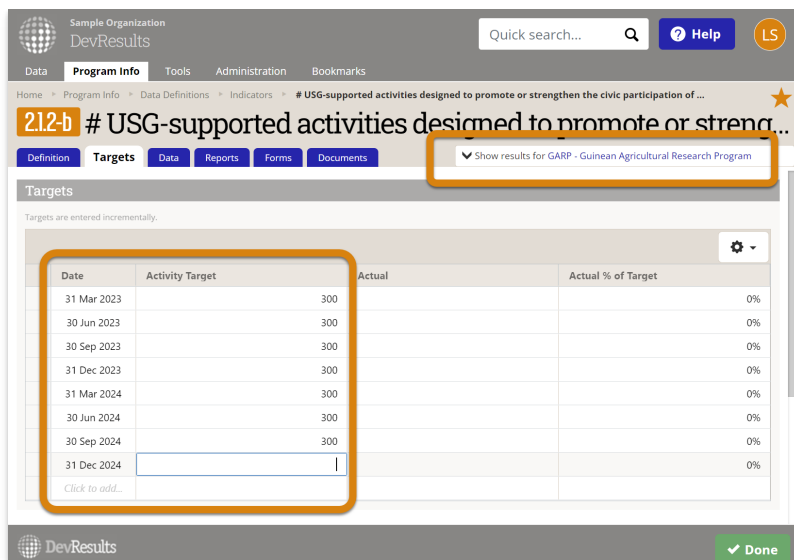 Sample Organization
DevResults
Quick search...
? Help
LS
Data Program Info Tools Administration Bookmarks
Home Program Info Data Definitions Indicators # USG-supported activities designed to promote or strengthen the civic participation of ...
2.1.2-b # USG-supported activities designed to promote or streng...
Definition Targets Data Reports Forms Documents
Show results for GARP - Guinean Agricultural Research Program
Targets
Targets are entered incrementally.
Date Activity Target Actual Actual % of Target
31 Mar 2023 300 0%
30 Jun 2023 300 0%
30 Sep 2023 300 0%
31 Dec 2023 300 0%
31 Mar 2024 300 0%
30 Jun 2024 300 0%
30 Sep 2024 300 0%
31 Dec 2024 0%
Click to add...
DevResults
Done